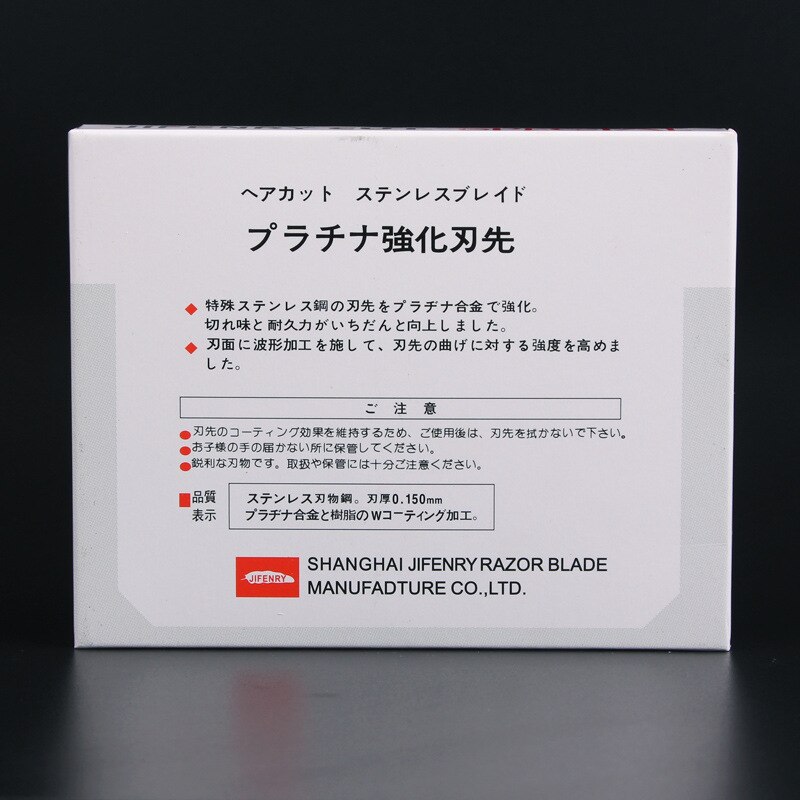 ヘアカット ステンレスブレイド
プラチナ強化刃先
特殊ステンレス鋼の刃先をプラヂナ合金で強化。
切れ味と耐久力がいちだんと向上しました。
刃面に波形加工を施して、刃先の曲げに対する強度を高めま
した。
ご注意
刃先のコーティング効果を維持するため、ご使用後は、刃先を拭かないで下さい。
お子様の手の届かない所に保管してください。
鋭利な刃物です。取扱や保管には十分ご注意ください。
品質
表示
ステンレス刃物鋼。刃厚0.150mm
プラヂナ合金と樹脂のWコーティング加工。
JIFENRY
SHANGHAI JIFENRY RAZOR BLADE
MANUFADTURE CO.,LTD.